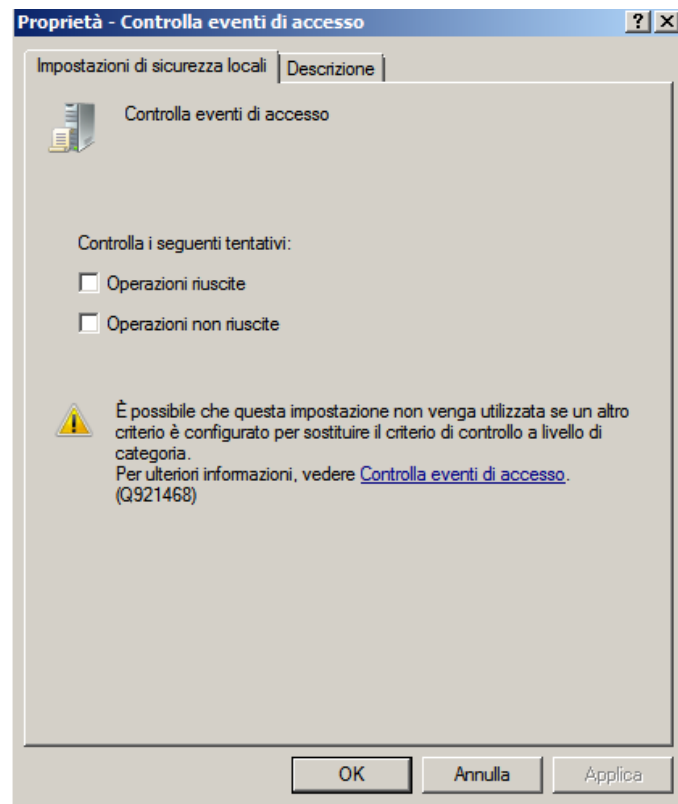 Proprietà - Controlla eventi di accesso
Impostazioni di sicurezza locali
Descrizione
Controlla eventi di accesso
Controlla i seguenti tentativi:
Operazioni riuscite
Operazioni non riuscite
È possibile che questa impostazione non venga utilizzata se un altro
criterio è configurato per sostituire il criterio di controllo a livello di
categoria.
Per ulteriori informazioni, vedere Controlla eventi di accesso.
(Q921468)
OK
Annulla
Applica